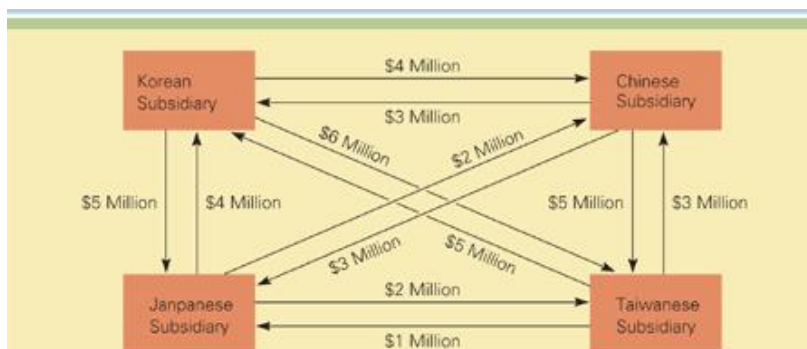 $4 Million
Korean
Subsidiary
Chinese
Subsidiary
$3 Million
$6 Million
$2 Million
$5 Million
$4 Million
$5 Million
$3 Million
$3 Million
$5 Million
$2 Million
Janpanese
Subsidiary
Taiwanese
Subsidiary
$1 Million